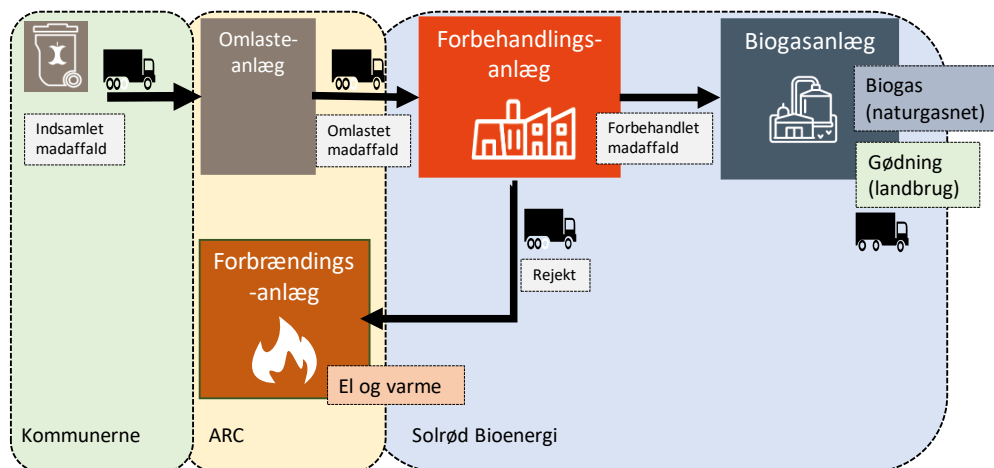 Omlaste-
anlæg
Forbehandlings-
anlæg
Biogasanlæg
Biogas
(naturgasnet)
Indsamlet
madaffald
Omlastet
madaffald
Forbehandlet
madaffald
Gødning
(landbrug)
Forbrændings
-anlæg
Rejekt
El og varme
Kommunerne
ARC
Solrød Bioenergi